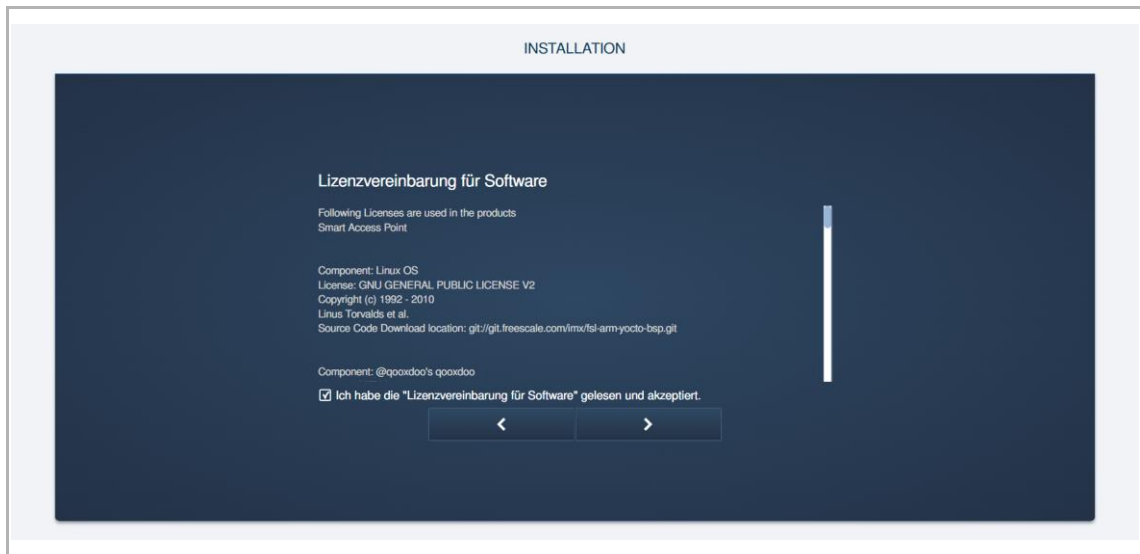 INSTALLATION
Lizenzvereinbarung für Software
Following Licenses are used in the products
Smart Access Point
Component: Linux OS
License: GNU GENERAL PUBLIC LICENSE V2
Copyright (c) 1992 - 2010
Linus Torvalds et al.
Source Code Download location: git://git.freescale.com/imx/fsl-arm-yocto-bsp.git
Component: @qooxdoo's qooxdoo
Ich habe die "Lizenzvereinbarung für Software" gelesen und akzeptiert.